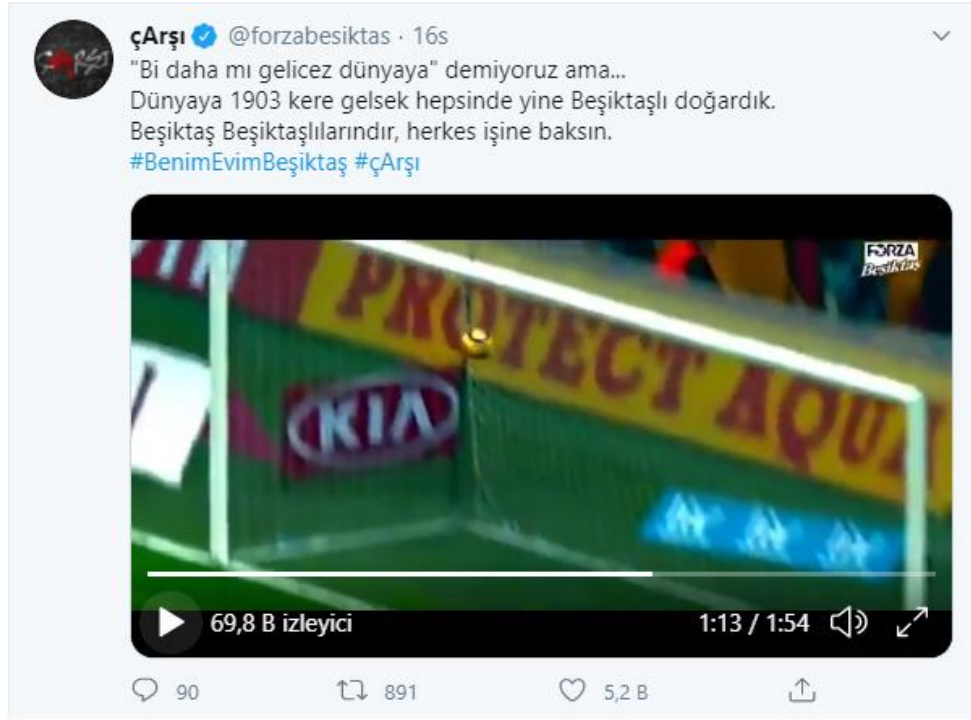 çArşı @forzabesiktas · 16s
"Bi daha mı gelicez dünyaya" demiyoruz ama...
Dünyaya 1903 kere gelsek hepsinde yine Beşiktaşlı doğardık.
Beşiktaş Beşiktaşlılarındır, herkes işine baksın.
#BenimEvimBeşiktaş #çArşı
FORZA
Beşiktaş
PROTECT AQUA
KIA
69,8 B izleyici
1:13 / 1:54
90 891 5,2 B